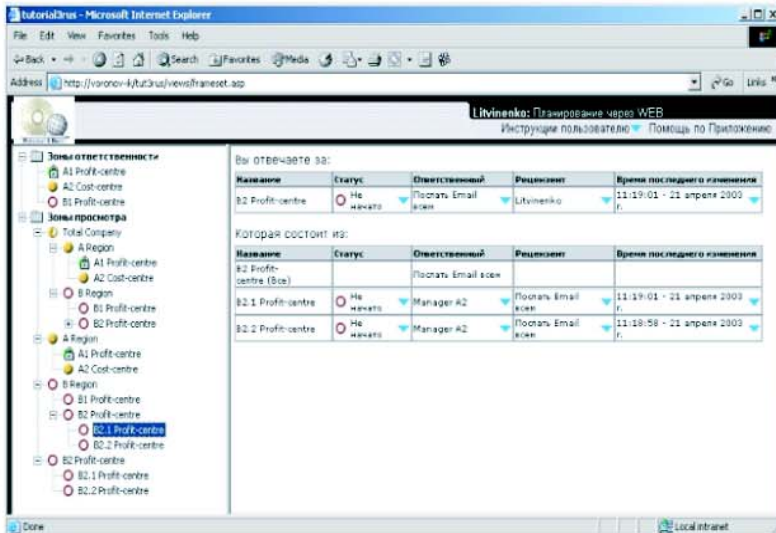 tutorial3rus - Microsoft Internet Explorer
File Edit View Favorites Tools Help
Back Search Favorites Media
Address http://voronov-k/tut3rus/views/frameset.asp Go Links
Litvinenko: Планирование через WEB
Инструкции пользователю Помощь по Приложению
Зоны ответственности
A1 Profit-centre
A2 Cost-centre
B1 Profit-centre
Зоны просмотра
Total Company
A Region
A1 Profit-centre
A2 Cost-centre
B Region
B1 Profit-centre
B2 Profit-centre
A Region
A1 Profit-centre
A2 Cost-centre
B Region
B1 Profit-centre
B2 Profit-centre
B2.1 Profit-centre
B2.2 Profit-centre
B2 Profit-centre
B2.1 Profit-centre
B2.2 Profit-centre
Вы отвечаете за:
Название Статус Ответственный Рецензент Время последнего изменения
B2 Profit-centre Не начато Послать Email всем Litvinenko 11:19:01 - 21 апреля 2003 г.
Которая состоит из:
Название Статус Ответственный Рецензент Время последнего изменения
B2 Profit-centre (Все) Послать Email всем
B2.1 Profit-centre Не начато Manager A2 Послать Email всем 11:19:01 - 21 апреля 2003 г.
B2.2 Profit-centre Не начато Manager A2 Послать Email всем 11:18:58 - 21 апреля 2003 г.
Done Local intranet